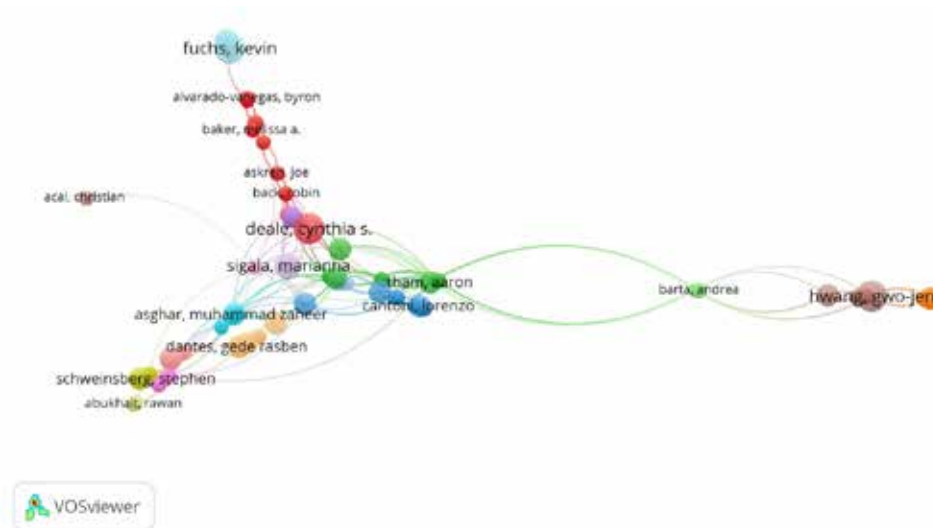 fuchs, kevin
alvarado-vanegas, byron
baker, melissa a.
askren, joe
back, robin
acai, christian
deale, cynthia s.
sigala, marianna
tham, aaron
barta, andrea
hwang, gwo-jen
cantoni, lorenzo
asghar, muhammad zaheer
dantes, gede rasben
schweinsberg, stephen
abukhait, rawan
VOSviewer